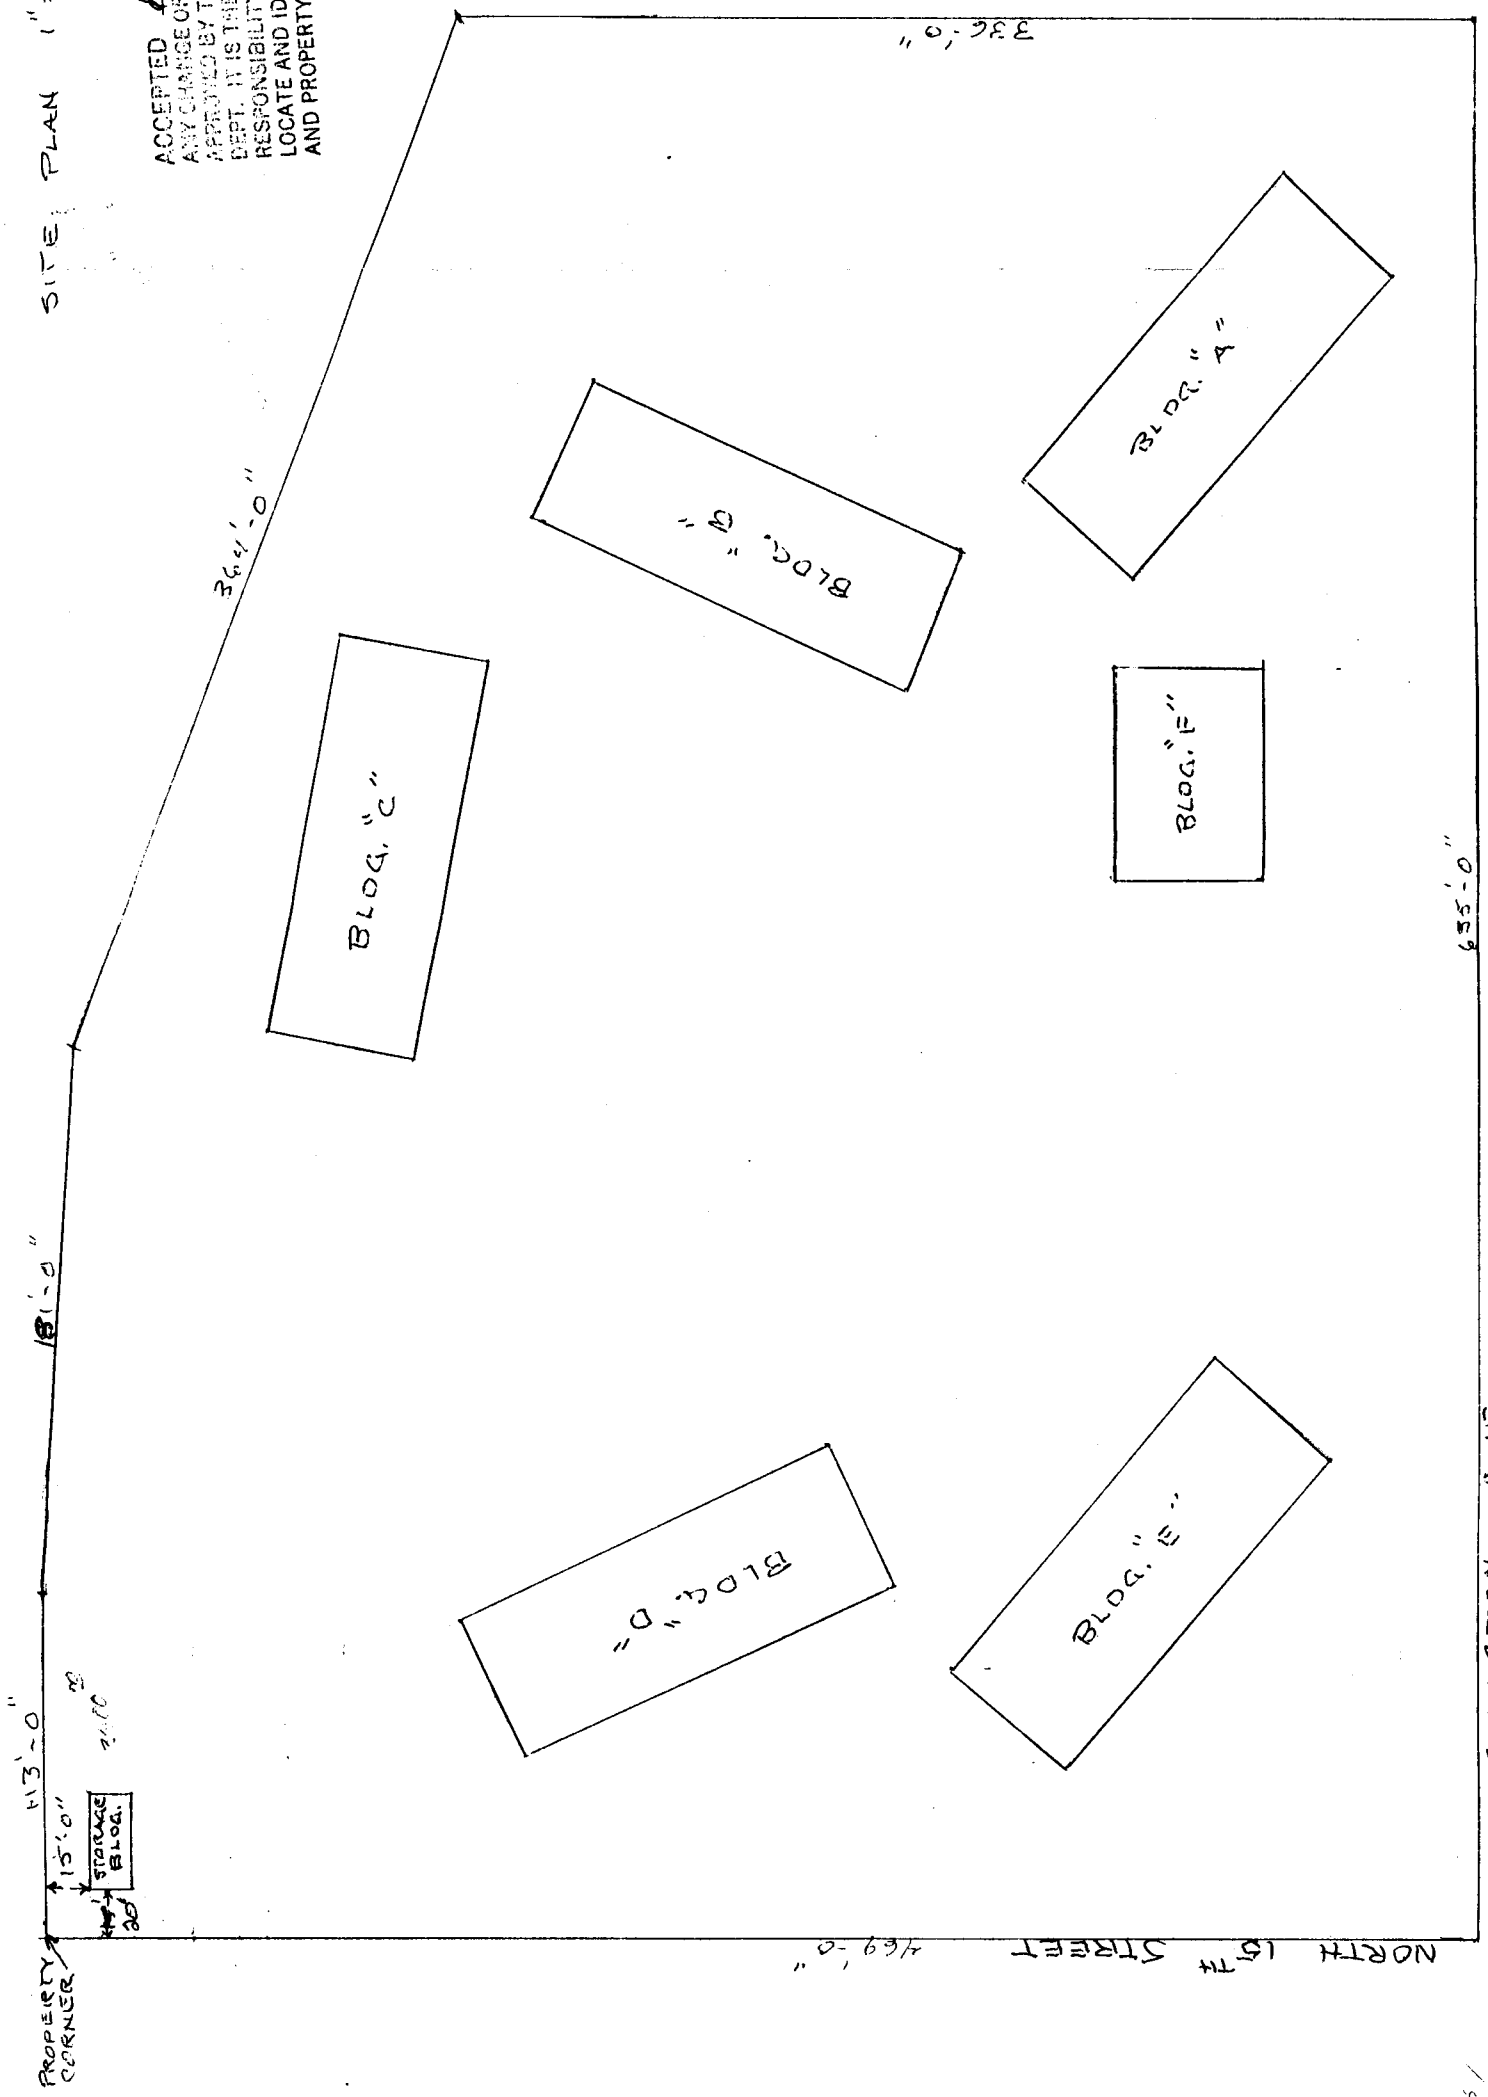 SITE PLAN 1"
ACCEPTED
ANY CHANGE OF
APPROVED BY T
DEPT. IT IS THE
RESPONSIBILITY
LOCATE AND ID
AND PROPERTY
PROPERTY
CORNER
113'-0"
181'-0"
364'-0"
15'-0"
20'
STORAGE
BLDG.
BLDG. "C"
BLDG. "B"
BLDG. "D"
BLDG. "A"
BLDG. "F"
BLDG. "E"
336'-0"
NORTH 15TH STREET 469'-0"
635'-0"